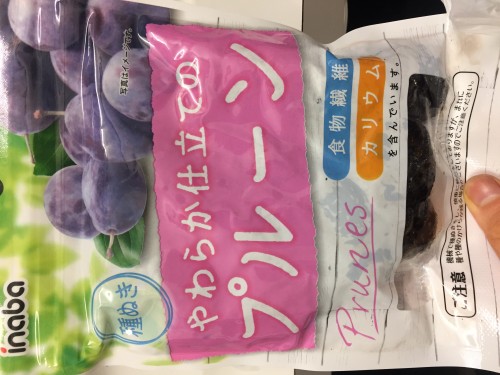 inaba
種ぬき
写真はイメージです。
やわらか仕立ての
プルーン
食物繊維
カリウム
を含んでいます。
Prunes
ご注意